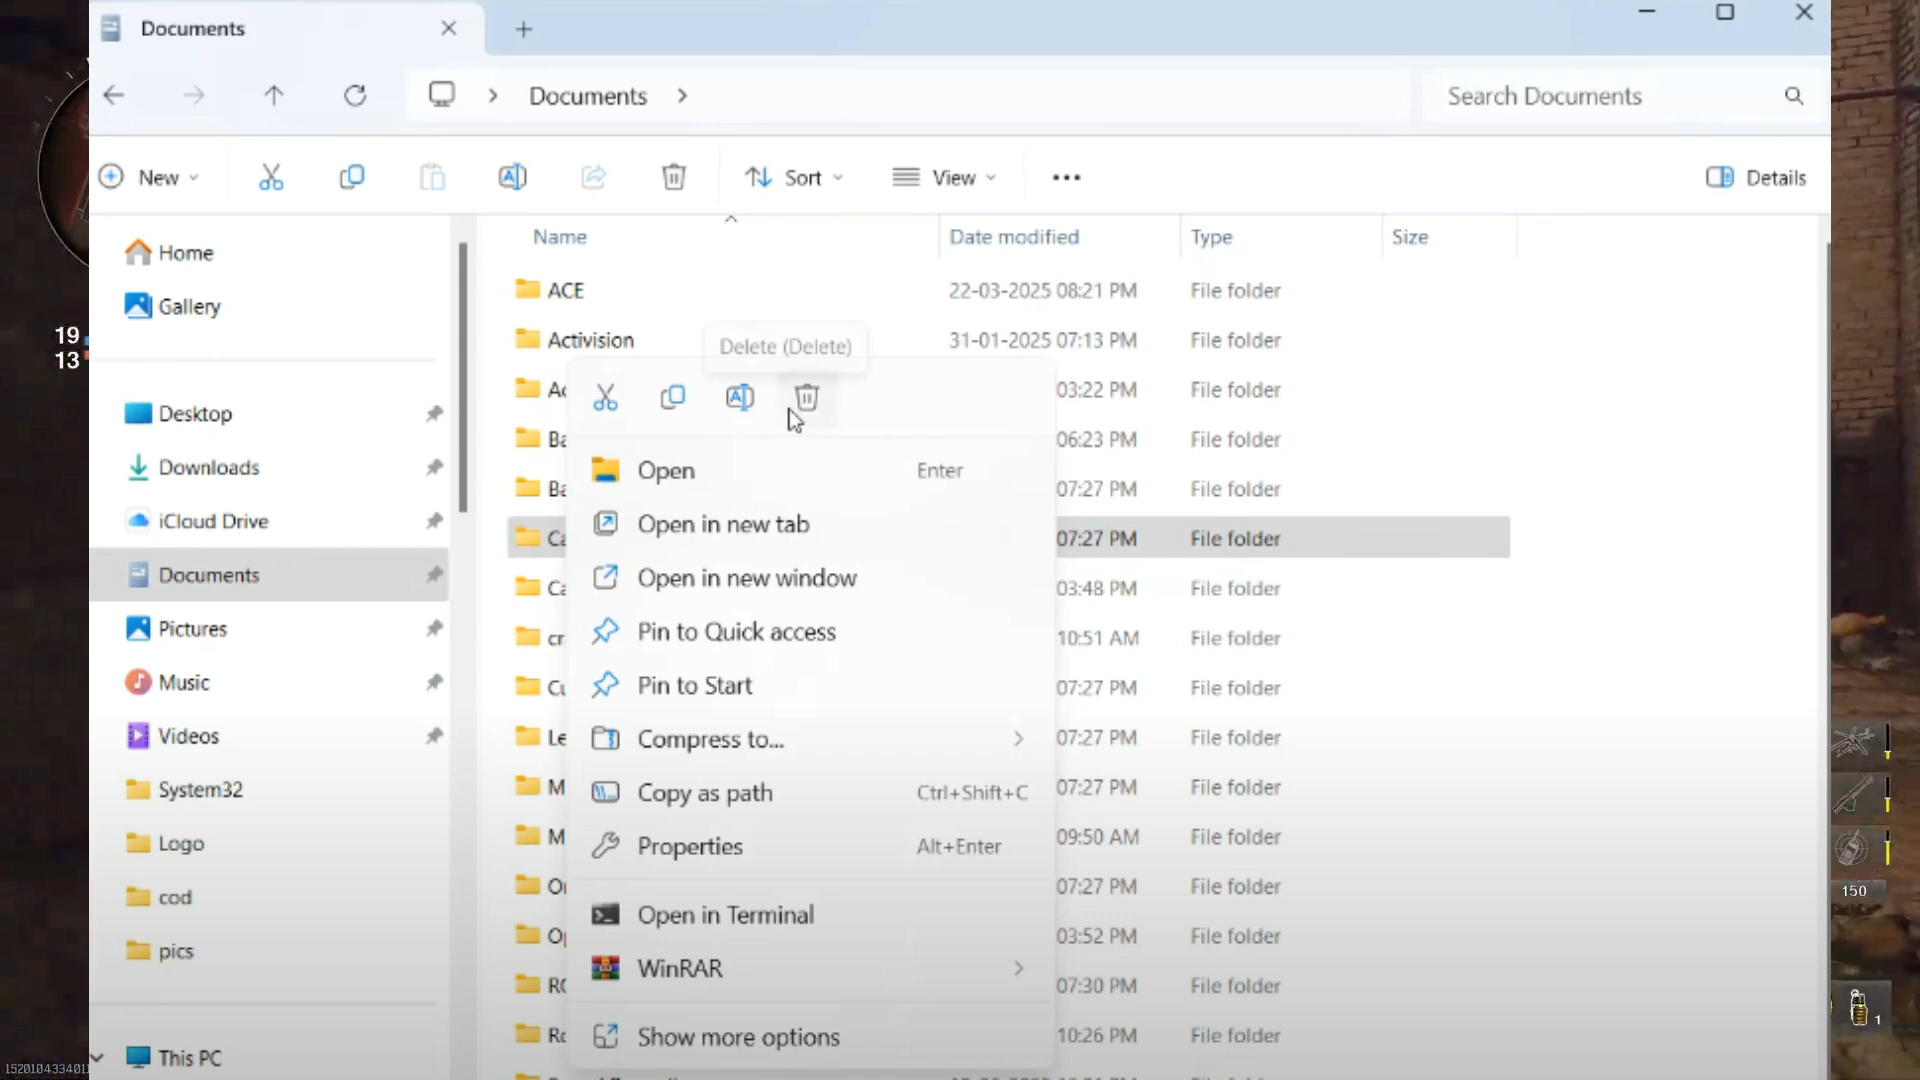 Documents
Documents
Search Documents
New
Sort
View
Details
Name
Date modified
Type
Size
Home
Gallery
Desktop
Downloads
iCloud Drive
Documents
Pictures
Music
Videos
System32
Logo
cod
pics
This PC
ACE 22-03-2025 08:21 PM File folder
Activision 31-01-2025 07:13 PM File folder
Delete (Delete)
03:22 PM File folder
06:23 PM File folder
07:27 PM File folder
07:27 PM File folder
03:48 PM File folder
10:51 AM File folder
07:27 PM File folder
07:27 PM File folder
07:27 PM File folder
09:50 AM File folder
07:27 PM File folder
03:52 PM File folder
07:30 PM File folder
10:26 PM File folder
Open Enter
Open in new tab
Open in new window
Pin to Quick access
Pin to Start
Compress to...
Copy as path Ctrl+Shift+C
Properties Alt+Enter
Open in Terminal
WinRAR
Show more options
19
13
150
1